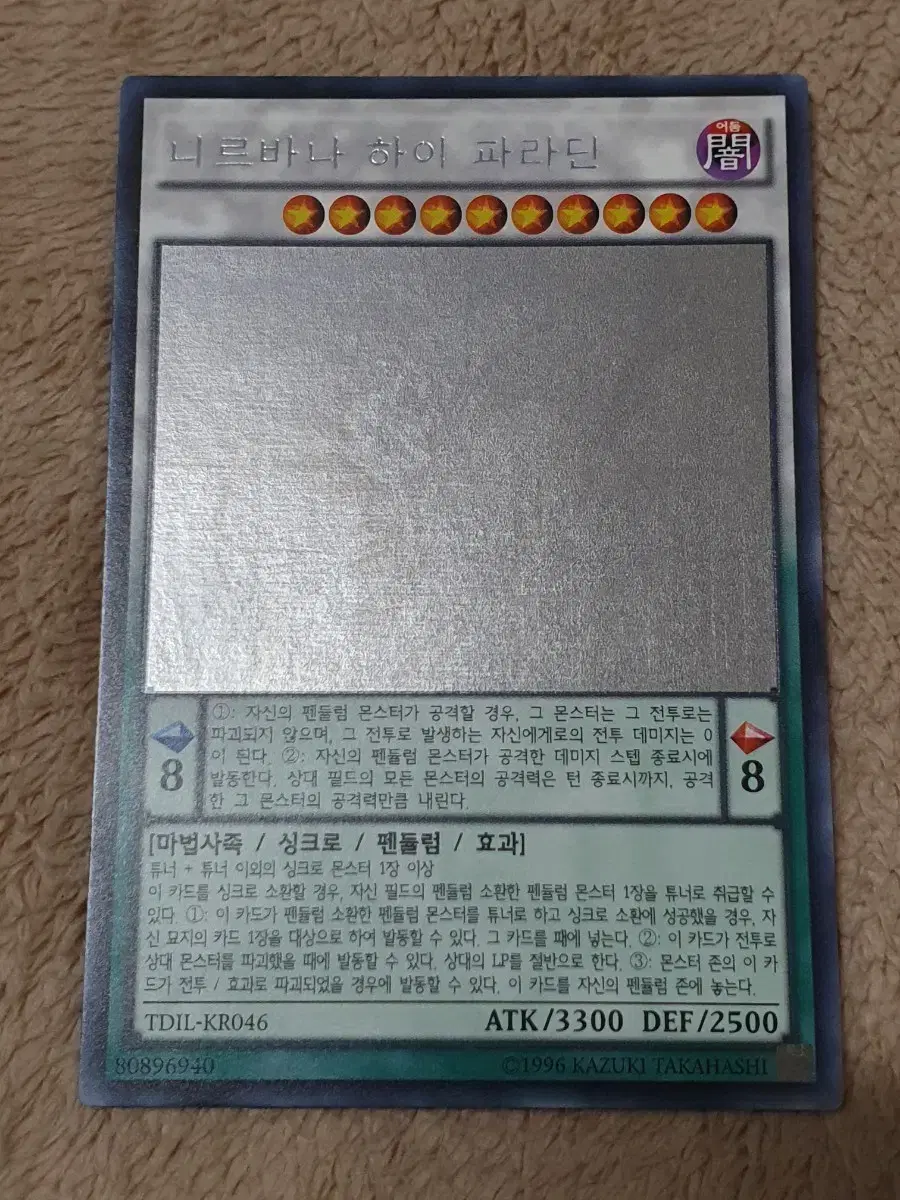 니르바나 하이 파라딘
어둠
闇
①: 자신의 펜듈럼 몬스터가 공격할 경우, 그 몬스터는 그 전투로는
파괴되지 않으며, 그 전투로 발생하는 자신에게로의 전투 데미지는 0
이 된다. ②: 자신의 펜듈럼 몬스터가 공격한 데미지 스텝 종료시에
발동한다. 상대 필드의 모든 몬스터의 공격력은 턴 종료시까지, 공격
한 그 몬스터의 공격력만큼 내린다.
8
8
[마법사족 / 싱크로 / 펜듈럼 / 효과]
튜너 + 튜너 이외의 싱크로 몬스터 1장 이상
이 카드를 싱크로 소환할 경우, 자신 필드의 펜듈럼 소환한 펜듈럼 몬스터 1장을 튜너로 취급할 수
있다. ①: 이 카드가 펜듈럼 소환한 펜듈럼 몬스터를 튜너로 하고 싱크로 소환에 성공했을 경우, 자
신 묘지의 카드 1장을 대상으로 하여 발동할 수 있다. 그 카드를 패에 넣는다. ②: 이 카드가 전투로
상대 몬스터를 파괴했을 때에 발동할 수 있다. 상대의 LP를 절반으로 한다. ③: 몬스터 존의 이 카
드가 전투 / 효과로 파괴되었을 경우에 발동할 수 있다. 이 카드를 자신의 펜듈럼 존에 놓는다.
TDIL-KR046 ATK/3300 DEF/2500
80896940 ©1996 KAZUKI TAKAHASHI